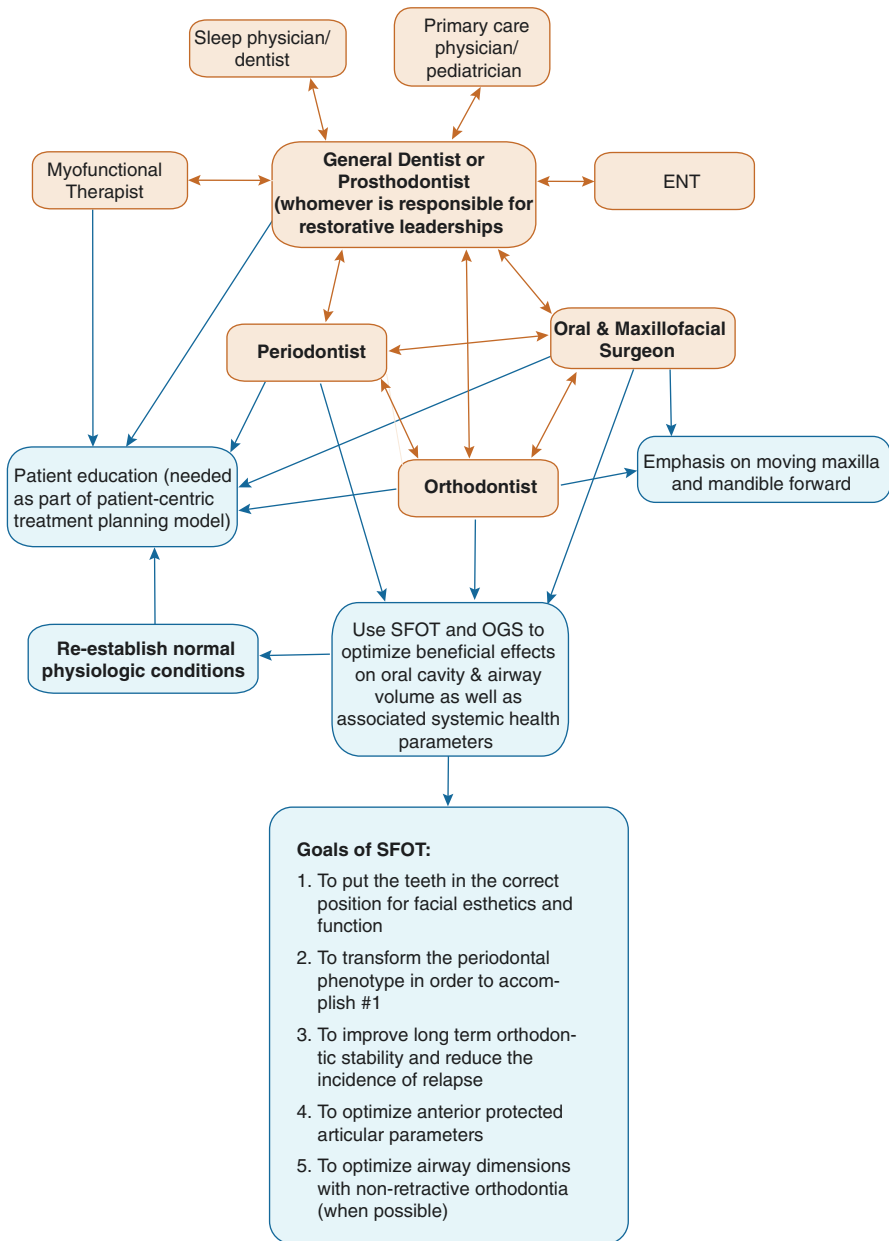 Sleep physician/
dentist
Primary care
physician/
pediatrician
Myofunctional
Therapist
General Dentist or
Prosthodontist
(whomever is responsible for
restorative leaderships
ENT
Periodontist
Oral & Maxillofacial
Surgeon
Patient education (needed
as part of patient-centric
treatment planning model)
Orthodontist
Emphasis on moving maxilla
and mandible forward
Re-establish normal
physiologic conditions
Use SFOT and OGS to
optimize beneficial effects
on oral cavity & airway
volume as well as
associated systemic health
parameters
Goals of SFOT:
1. To put the teeth in the correct
position for facial esthetics and
function
2. To transform the periodontal
phenotype in order to accom-
plish #1
3. To improve long term orthodon-
tic stability and reduce the
incidence of relapse
4. To optimize anterior protected
articular parameters
5. To optimize airway dimensions
with non-retractive orthodontia
(when possible)